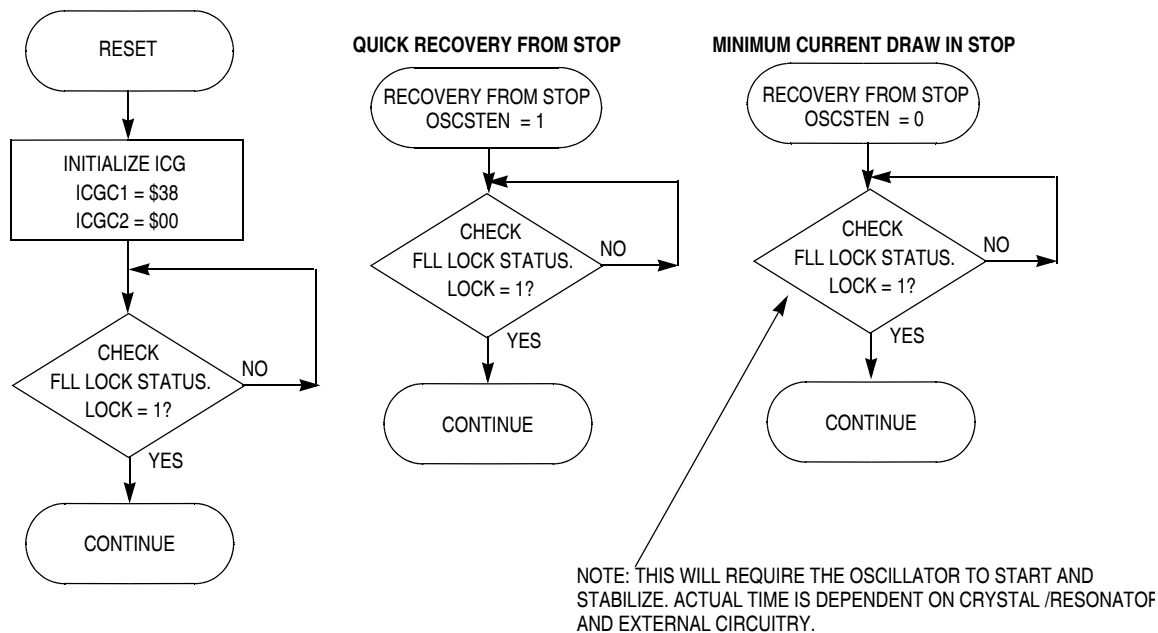 RESET
INITIALIZE ICG
ICGC1 = $38
ICGC2 = $00
CHECK
FLL LOCK STATUS.
LOCK = 1?
NO
YES
CONTINUE
QUICK RECOVERY FROM STOP
RECOVERY FROM STOP
OSCSTEN = 1
CHECK
FLL LOCK STATUS.
LOCK = 1?
NO
YES
CONTINUE
MINIMUM CURRENT DRAW IN STOP
RECOVERY FROM STOP
OSCSTEN = 0
CHECK
FLL LOCK STATUS.
LOCK = 1?
NO
YES
CONTINUE
NOTE: THIS WILL REQUIRE THE OSCILLATOR TO START AND
STABILIZE. ACTUAL TIME IS DEPENDENT ON CRYSTAL /RESONATOR
AND EXTERNAL CIRCUITRY.